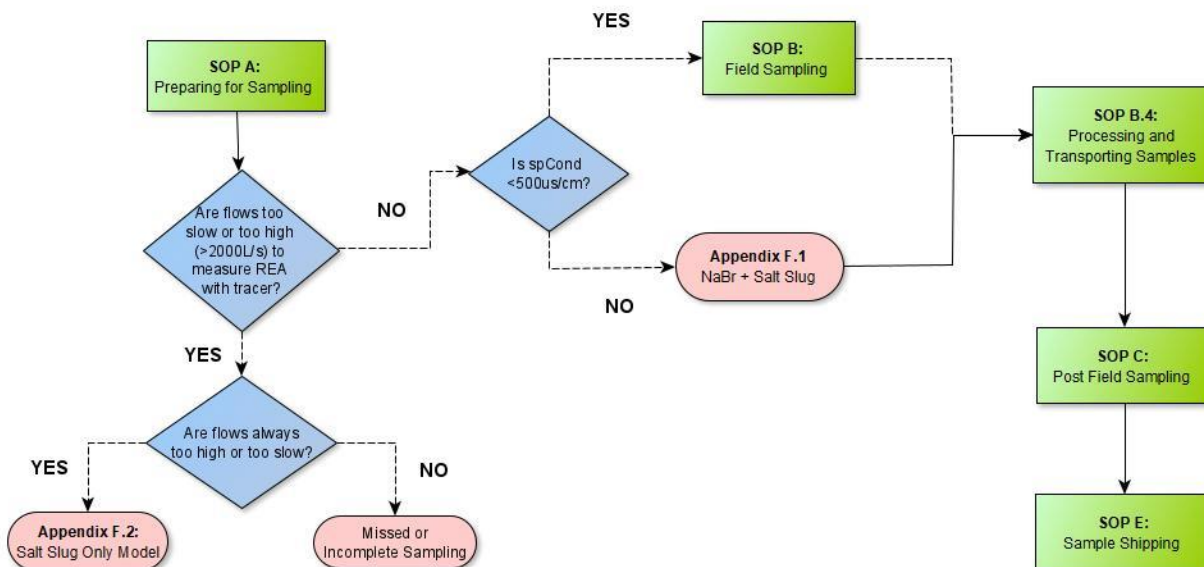 SOP A:
Preparing for Sampling
Are flows too
slow or too high
(>2000L/s) to
measure REA
with tracer?
NO
YES
Is spCond
<500us/cm?
YES
NO
SOP B:
Field Sampling
Appendix F.1
NaBr + Salt Slug
SOP B.4:
Processing and
Transporting Samples
SOP C:
Post Field Sampling
SOP E:
Sample Shipping
Are flows always
too high or too slow?
YES
NO
Appendix F.2:
Salt Slug Only Model
Missed or
Incomplete Sampling